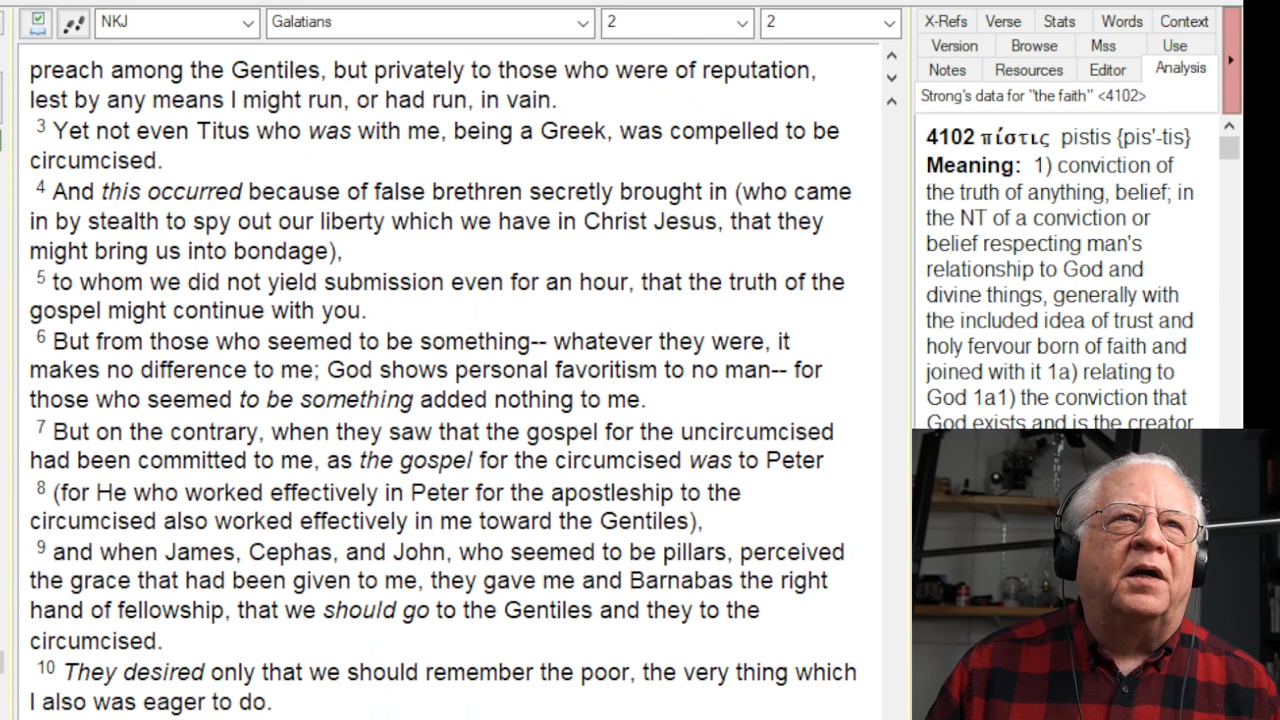 NKJ Galatians 2 2
preach among the Gentiles, but privately to those who were of reputation,
lest by any means I might run, or had run, in vain.
3 Yet not even Titus who was with me, being a Greek, was compelled to be
circumcised.
4 And this occurred because of false brethren secretly brought in (who came
in by stealth to spy out our liberty which we have in Christ Jesus, that they
might bring us into bondage),
5 to whom we did not yield submission even for an hour, that the truth of the
gospel might continue with you.
6 But from those who seemed to be something-- whatever they were, it
makes no difference to me; God shows personal favoritism to no man-- for
those who seemed to be something added nothing to me.
7 But on the contrary, when they saw that the gospel for the uncircumcised
had been committed to me, as the gospel for the circumcised was to Peter
8 (for He who worked effectively in Peter for the apostleship to the
circumcised also worked effectively in me toward the Gentiles),
9 and when James, Cephas, and John, who seemed to be pillars, perceived
the grace that had been given to me, they gave me and Barnabas the right
hand of fellowship, that we should go to the Gentiles and they to the
circumcised.
10 They desired only that we should remember the poor, the very thing which
I also was eager to do.
X-Refs Verse Stats Words Context
Version Browse Mss Use
Notes Resources Editor Analysis
Strong's data for "the faith" <4102>
4102 πίστις pistis {pis'-tis}
Meaning: 1) conviction of
the truth of anything, belief; in
the NT of a conviction or
belief respecting man's
relationship to God and
divine things, generally with
the included idea of trust and
holy fervour born of faith and
joined with it 1a) relating to
God 1a1) the conviction that
God exists and is the creator